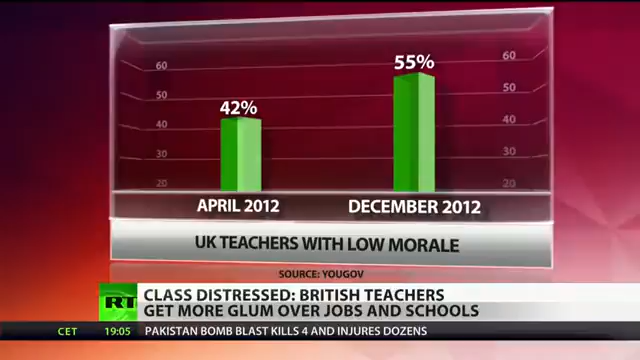 55%
60 60
50 50
42%
40 40
30 30
20 20
APRIL 2012 DECEMBER 2012
UK TEACHERS WITH LOW MORALE
SOURCE: YOUGOV
RT CLASS DISTRESSED: BRITISH TEACHERS
GET MORE GLUM OVER JOBS AND SCHOOLS
CET 19:05 PAKISTAN BOMB BLAST KILLS 4 AND INJURES DOZENS